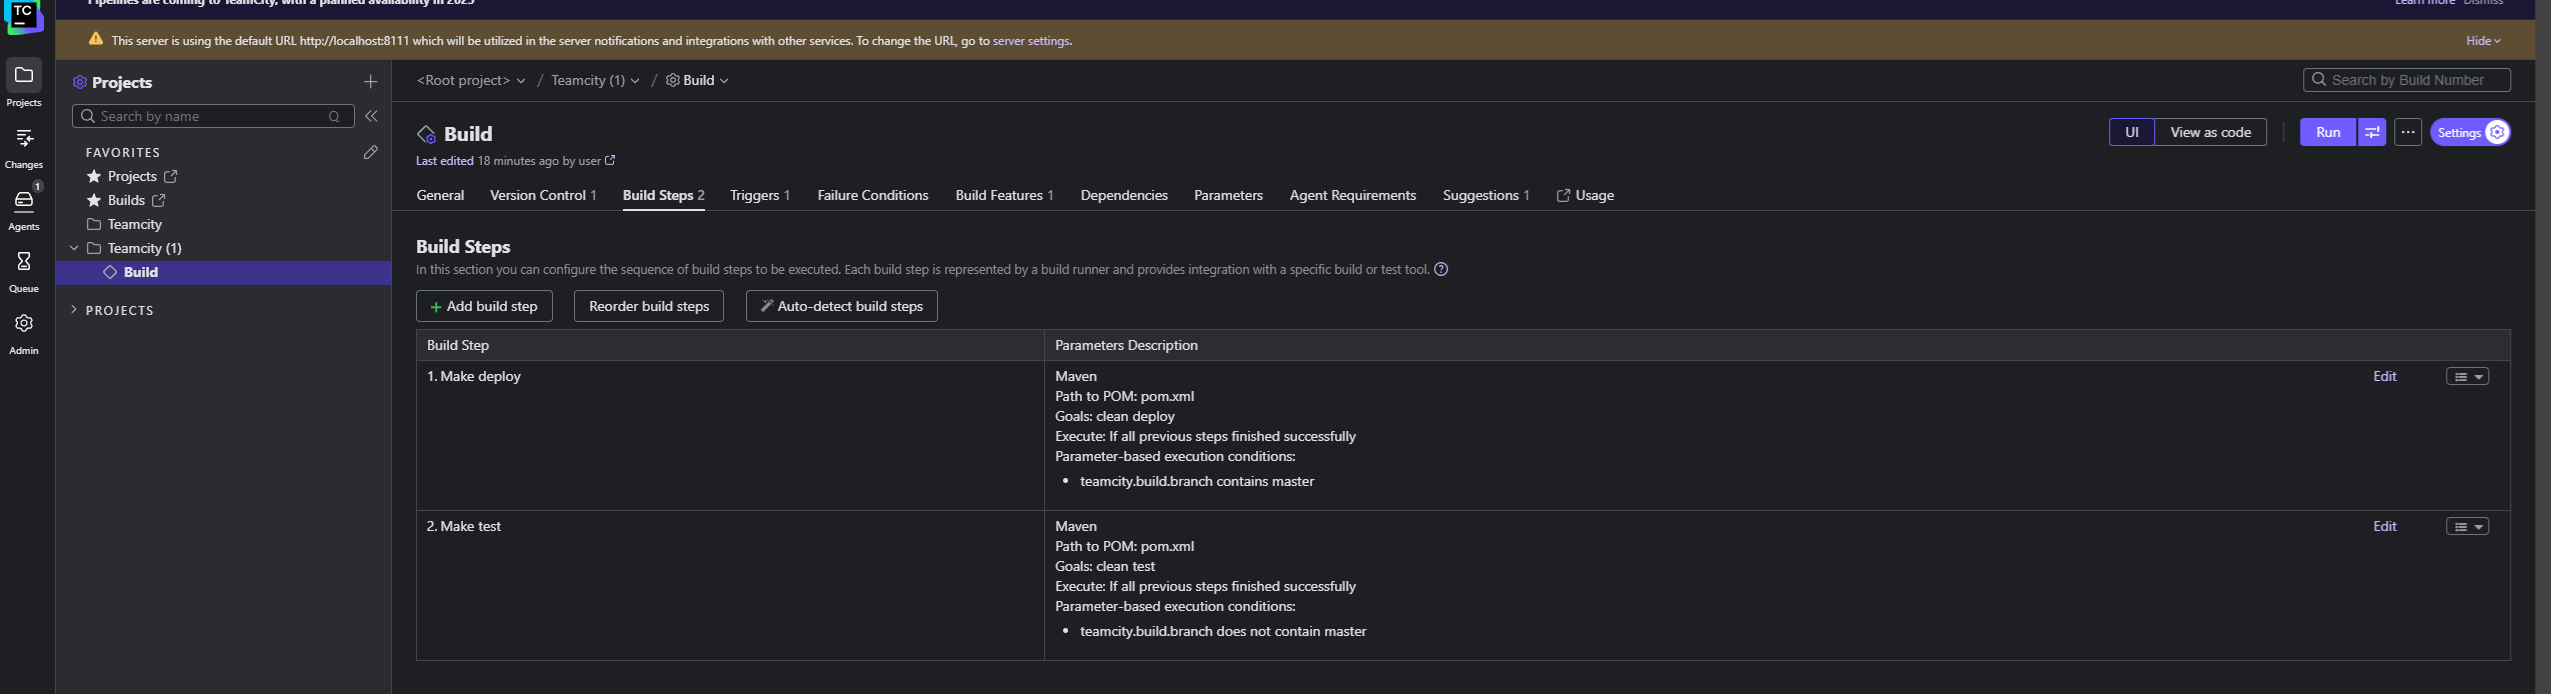 TC
Pipelines are coming to TeamCity, with a planned availability in 2025
Learn more Dismiss
This server is using the default URL http://localhost:8111 which will be utilized in the server notifications and integrations with other services. To change the URL, go to server settings.
Hide
Projects
Changes
1
Agents
Queue
Admin
Projects
Search by name
Q
FAVORITES
Projects
Builds
Teamcity
Teamcity (1)
Build
PROJECTS
<Root project> / Teamcity (1) / Build
Search by Build Number
Build
UI View as code Run ... Settings
Last edited 18 minutes ago by user
General Version Control 1 Build Steps 2 Triggers 1 Failure Conditions Build Features 1 Dependencies Parameters Agent Requirements Suggestions 1 Usage
Build Steps
In this section you can configure the sequence of build steps to be executed. Each build step is represented by a build runner and provides integration with a specific build or test tool. ?
+ Add build step Reorder build steps Auto-detect build steps
Build Step Parameters Description
1. Make deploy
Maven
Edit
Path to POM: pom.xml
Goals: clean deploy
Execute: If all previous steps finished successfully
Parameter-based execution conditions:
• teamcity.build.branch contains master
2. Make test
Maven
Edit
Path to POM: pom.xml
Goals: clean test
Execute: If all previous steps finished successfully
Parameter-based execution conditions:
• teamcity.build.branch does not contain master